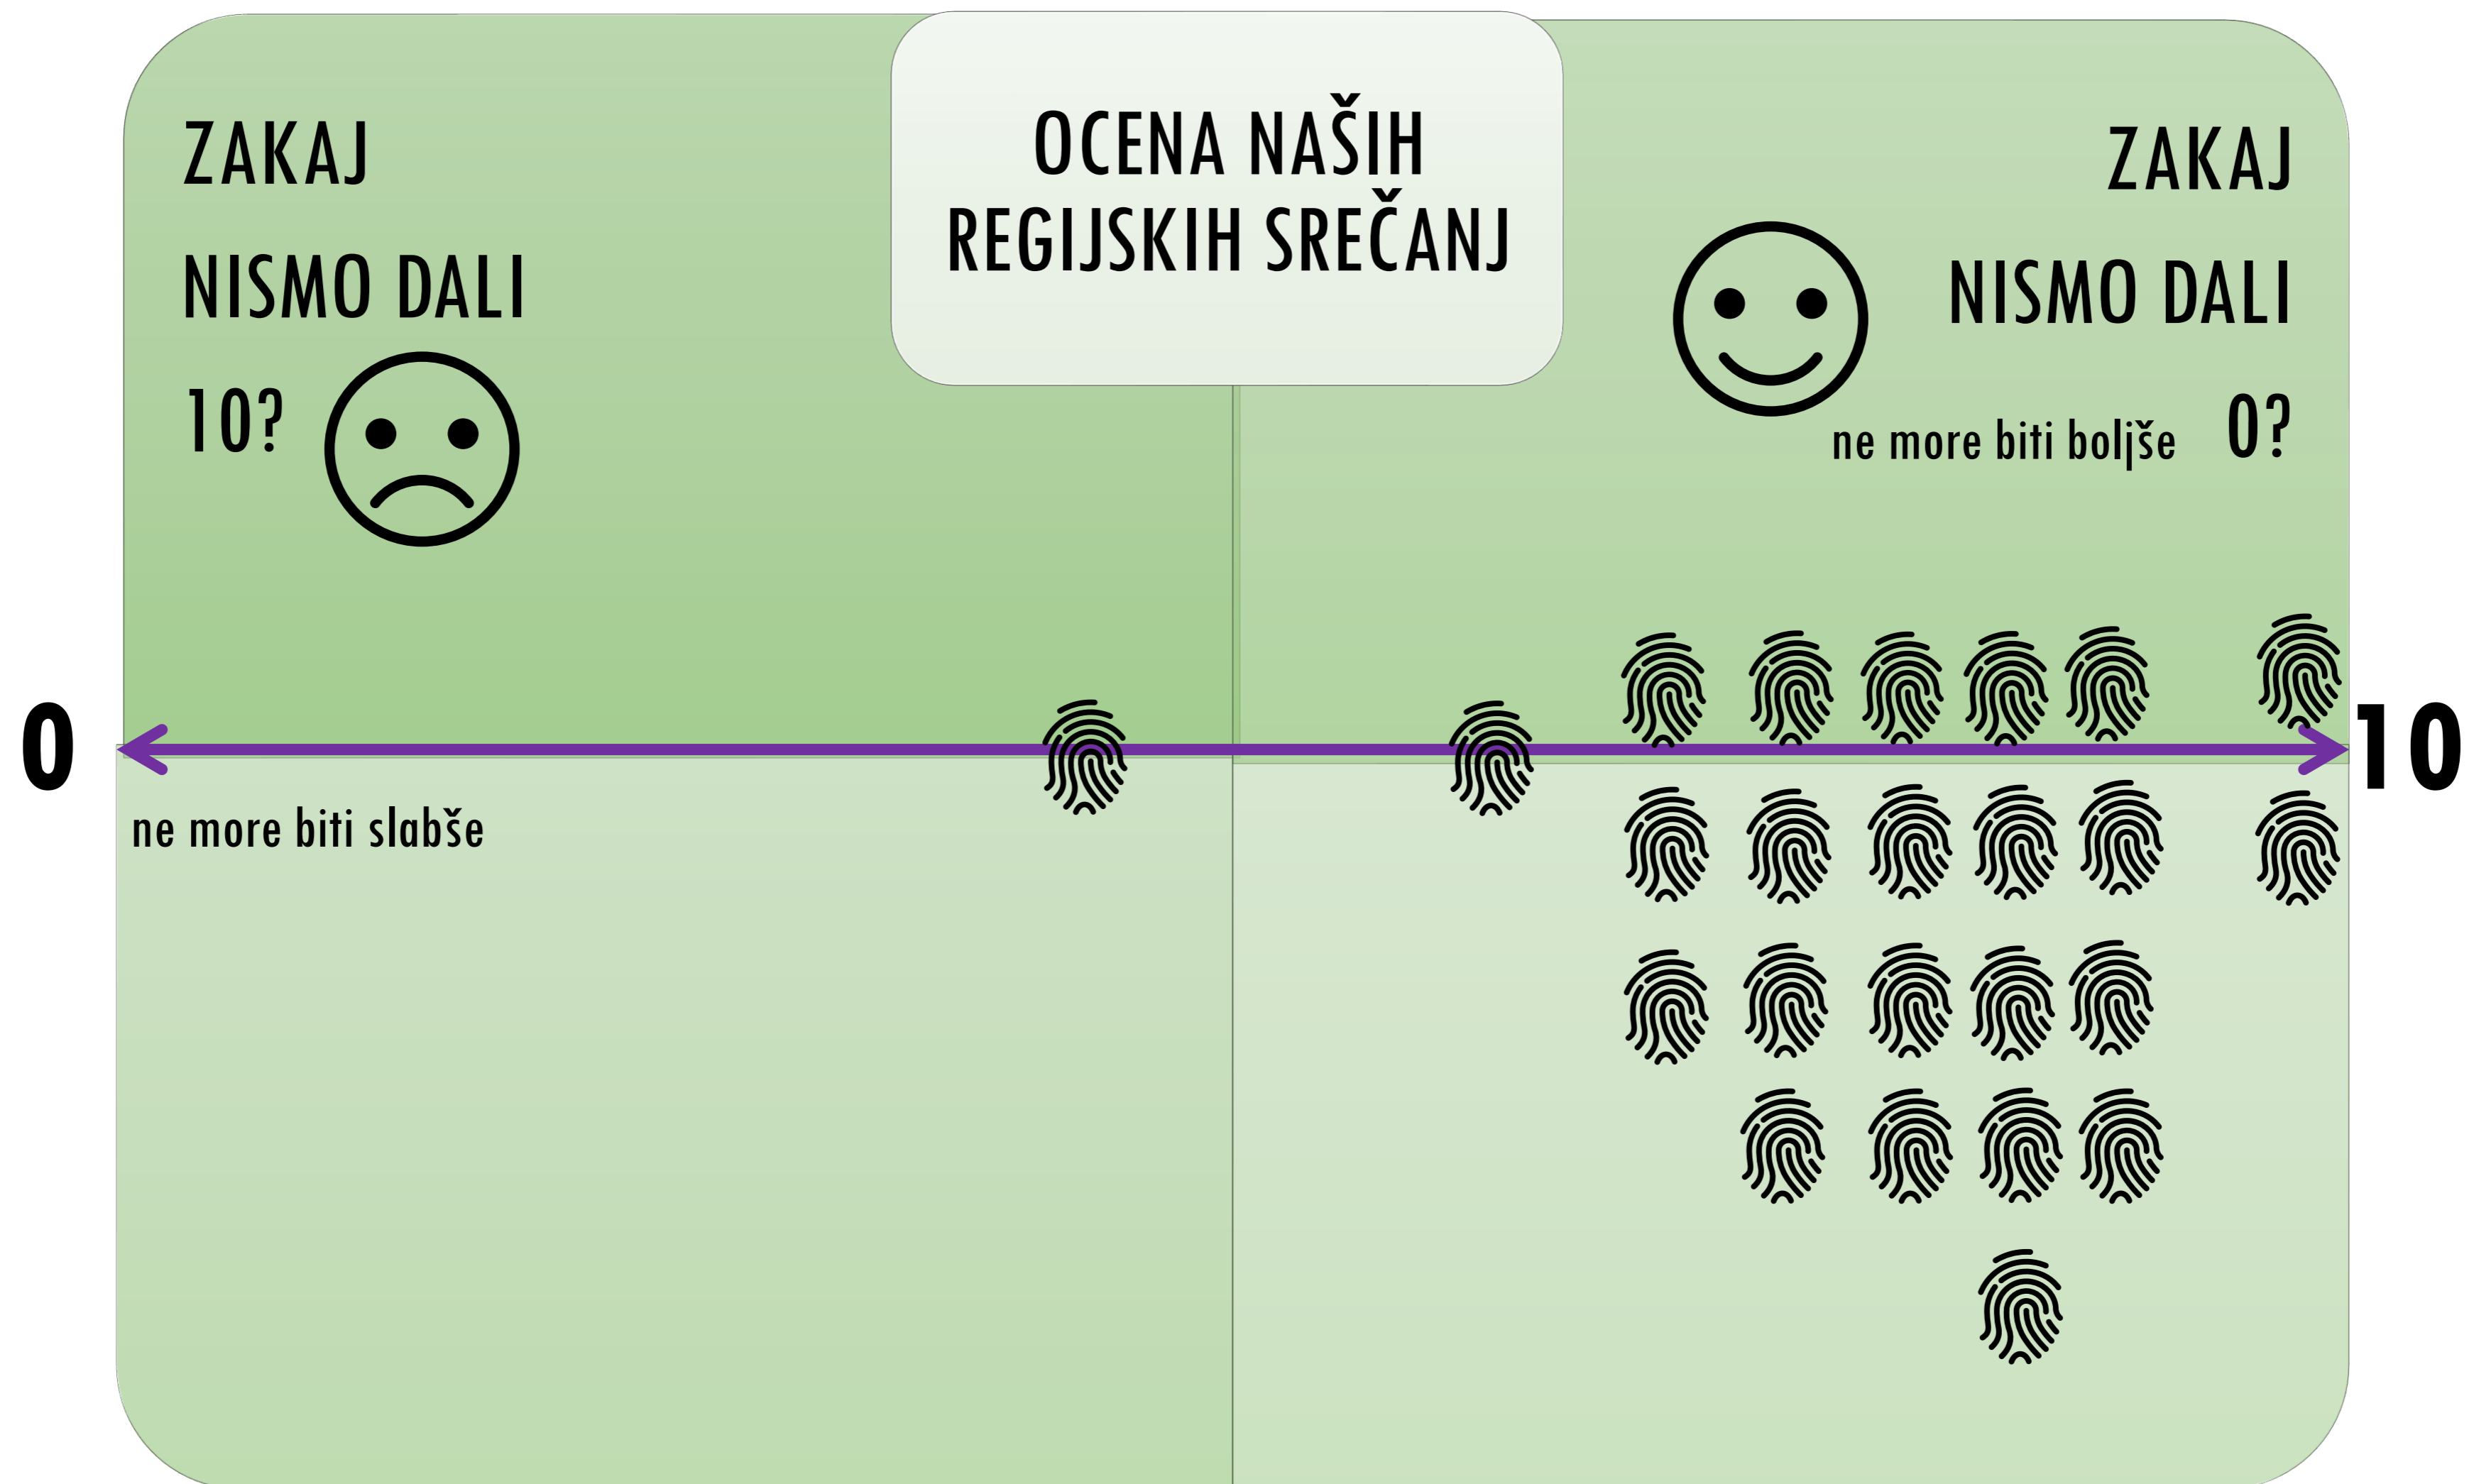 ZAKAJ
NISMO DALI
10?
OCENA NAŠIH
REGIJSKIH SREČANJ
ZAKAJ
NISMO DALI
ne more biti boljše 0?
0
10
ne more biti slabše